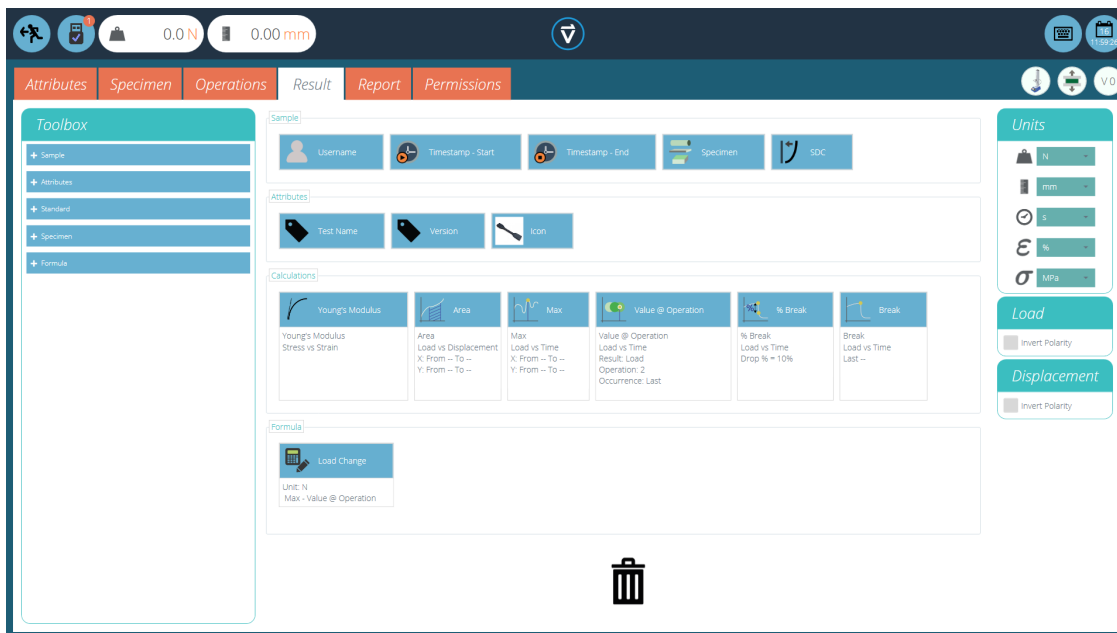 1
0.0 N
0.00 mm
V
16
11:59:26
Attributes
Specimen
Operations
Result
Report
Permissions
V 0
Toolbox
+ Sample
+ Attributes
+ Standard
+ Specimen
+ Formula
Sample
Username
Timestamp - Start
Timestamp - End
Specimen
SDC
Attributes
Test Name
Version
Icon
Calculations
Young's Modulus
Young's Modulus
Stress vs Strain
Area
Area
Load vs Displacement
X: From -- To --
Y: From -- To --
Max
Max
Load vs Time
X: From -- To --
Y: From -- To --
Value @ Operation
Value @ Operation
Load vs Time
Result: Load
Operation: 2
Occurrence: Last
% Break
% Break
Load vs Time
Drop % = 10%
Break
Break
Load vs Time
Last --
Formula
Load Change
Unit: N
Max - Value @ Operation
Units
N
mm
s
ε %
σ MPa
Load
Invert Polarity
Displacement
Invert Polarity